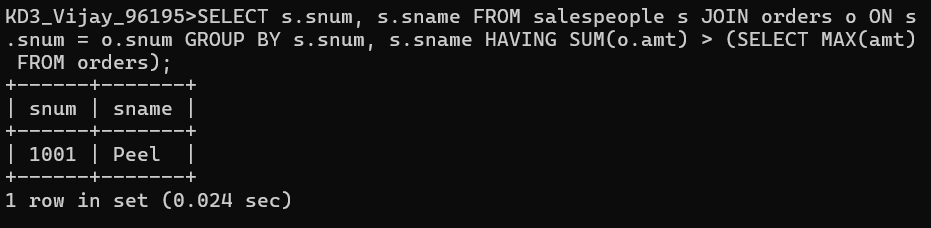 KD3_Vijay_96195>SELECT s.snum, s.sname FROM salespeople s JOIN orders o ON s
.snum = o.snum GROUP BY s.snum, s.sname HAVING SUM(o.amt) > (SELECT MAX(amt)
 FROM orders);
+------+-------+
| snum | sname |
+------+-------+
| 1001 | Peel  |
+------+-------+
1 row in set (0.024 sec)